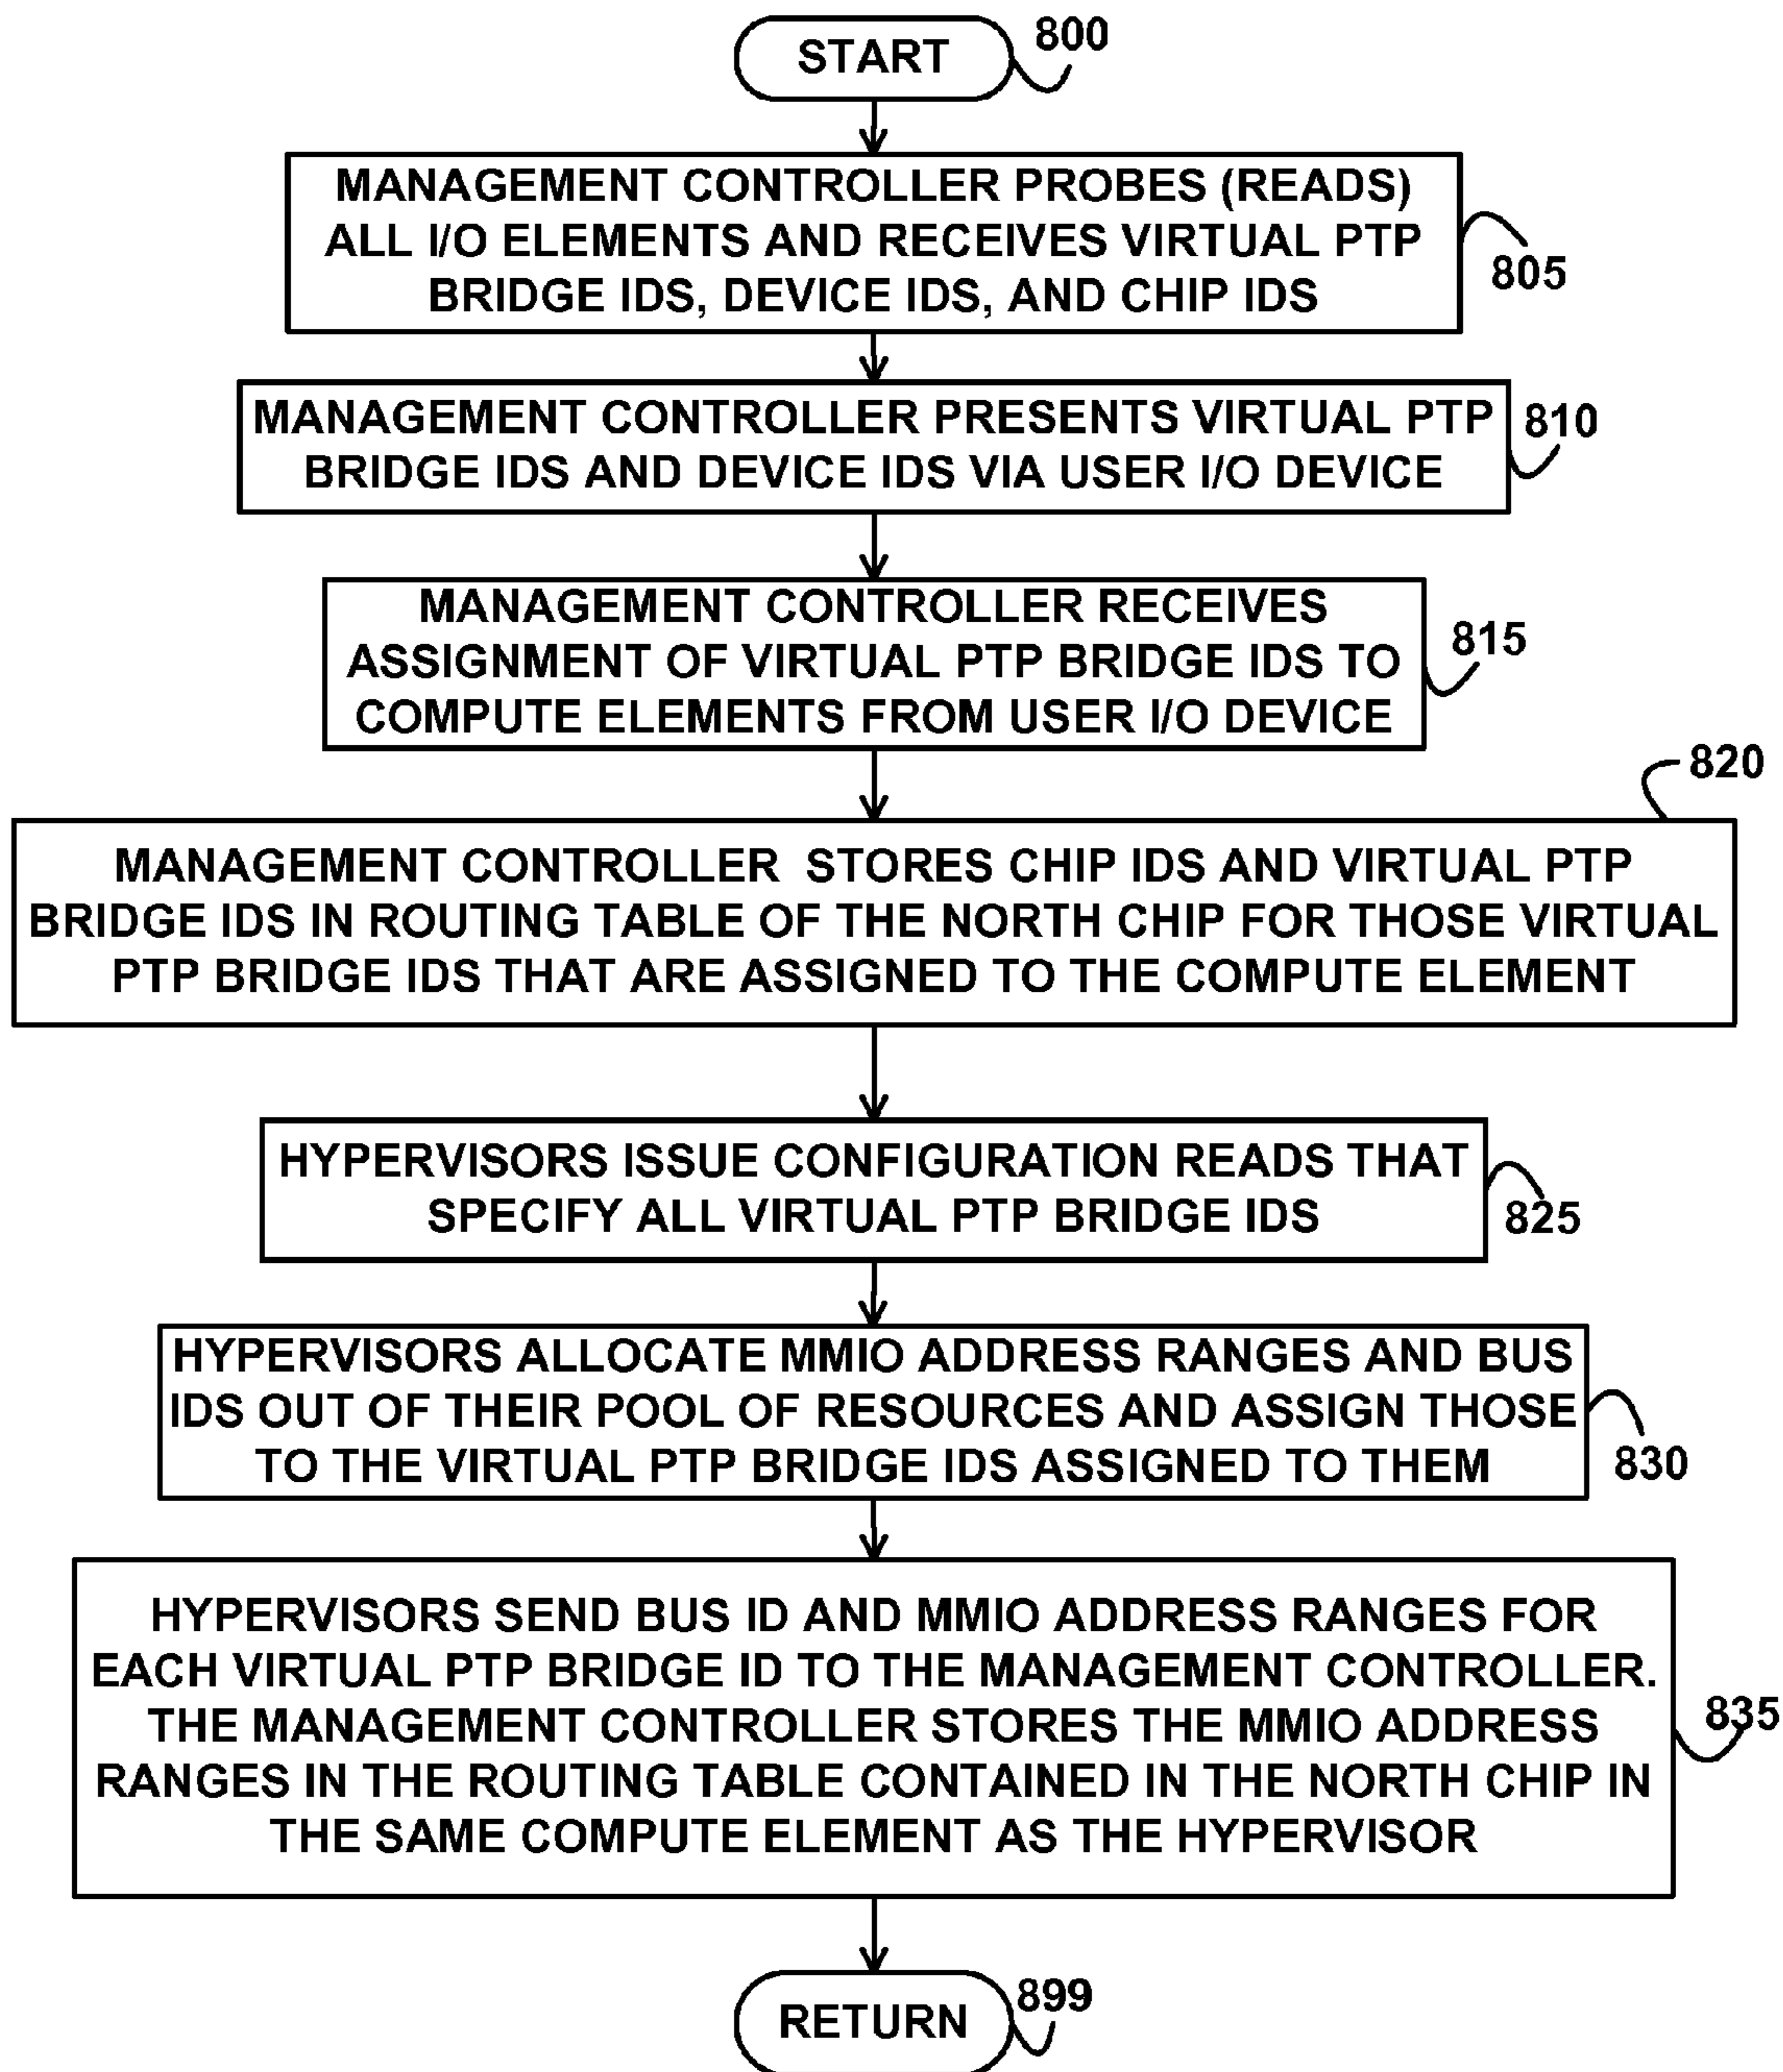 START
800
MANAGEMENT CONTROLLER PROBES (READS)
ALL I/O ELEMENTS AND RECEIVES VIRTUAL PTP
BRIDGE IDS, DEVICE IDS, AND CHIP IDS
805
MANAGEMENT CONTROLLER PRESENTS VIRTUAL PTP
BRIDGE IDS AND DEVICE IDS VIA USER I/O DEVICE
810
MANAGEMENT CONTROLLER RECEIVES
ASSIGNMENT OF VIRTUAL PTP BRIDGE IDS TO
COMPUTE ELEMENTS FROM USER I/O DEVICE
815
820
MANAGEMENT CONTROLLER STORES CHIP IDS AND VIRTUAL PTP
BRIDGE IDS IN ROUTING TABLE OF THE NORTH CHIP FOR THOSE VIRTUAL
PTP BRIDGE IDS THAT ARE ASSIGNED TO THE COMPUTE ELEMENT
HYPERVISORS ISSUE CONFIGURATION READS THAT
SPECIFY ALL VIRTUAL PTP BRIDGE IDS
825
HYPERVISORS ALLOCATE MMIO ADDRESS RANGES AND BUS
IDS OUT OF THEIR POOL OF RESOURCES AND ASSIGN THOSE
TO THE VIRTUAL PTP BRIDGE IDS ASSIGNED TO THEM
830
HYPERVISORS SEND BUS ID AND MMIO ADDRESS RANGES FOR
EACH VIRTUAL PTP BRIDGE ID TO THE MANAGEMENT CONTROLLER.
THE MANAGEMENT CONTROLLER STORES THE MMIO ADDRESS
RANGES IN THE ROUTING TABLE CONTAINED IN THE NORTH CHIP IN
THE SAME COMPUTE ELEMENT AS THE HYPERVISOR
835
RETURN
899